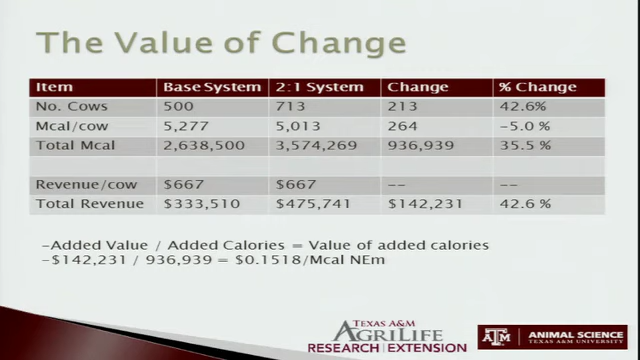 The Value of Change
Item Base System 2:1 System Change % Change
No. Cows 500 713 213 42.6%
Mcal/cow 5,277 5,013 264 -5.0 %
Total Mcal 2,638,500 3,574,269 936,939 35.5 %
Revenue/cow $667 $667 -- --
Total Revenue $333,510 $475,741 $142,231 42.6 %
-Added Value / Added Calories = Value of added calories
-$142,231 / 936,939 = $0.1518/Mcal NEm
TEXAS A&M
AGRILIFE
RESEARCH | EXTENSION
ATM
ANIMAL SCIENCE
TEXAS A&M UNIVERSITY